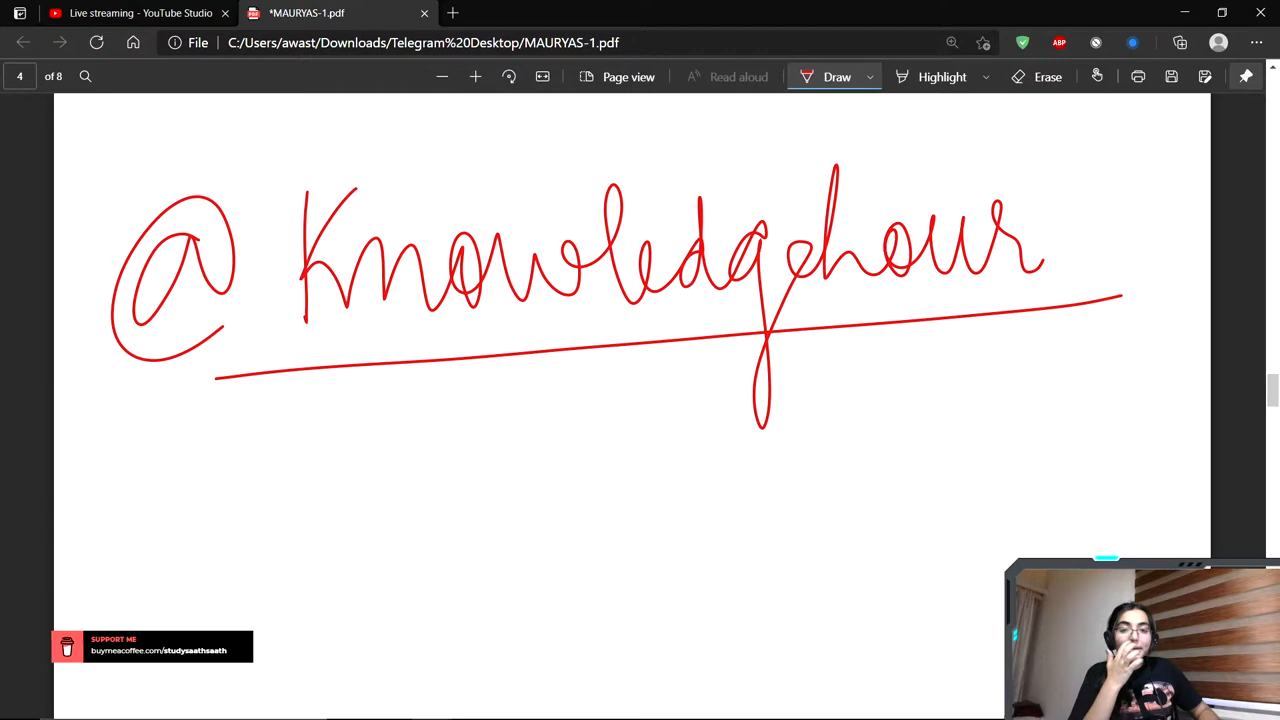 Live streaming - YouTube Studio
*MAURYAS-1.pdf
File C:/Users/awast/Downloads/Telegram%20Desktop/MAURYAS-1.pdf
4 of 8 Page view Read aloud Draw Highlight Erase
ABP
@Knowledgehour
SUPPORT ME
buymeacoffee.com/studysaathsaath